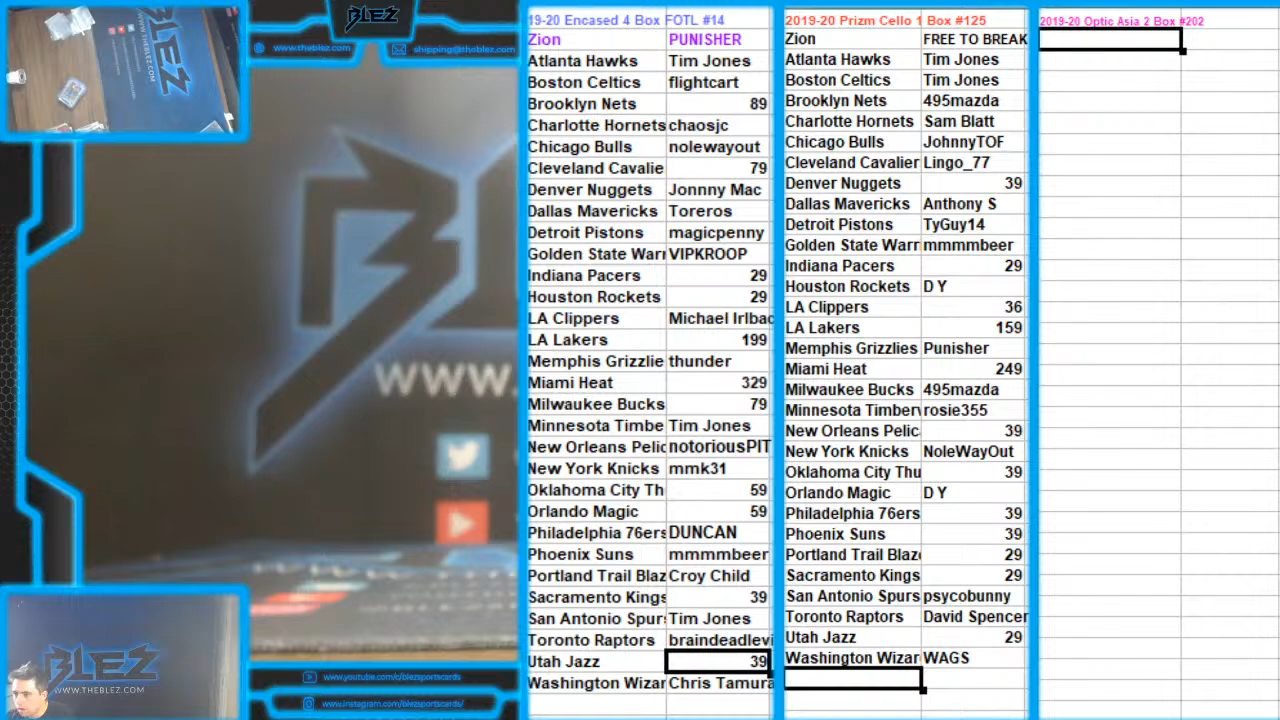 BLEZ
www.theblez.com
shipping@theblez.com
BLEZ
WWW.THEBLEZ.COM
WWW.
BLEZ
WWW.THEBLEZ.COM
www.youtube.com/c/blezsportscards
www.instagram.com/blezsportscards/
19-20 Encased 4 Box FOTL #14
Zion PUNISHER
Atlanta Hawks Tim Jones
Boston Celtics flightcart
Brooklyn Nets 89
Charlotte Hornets chaosjc
Chicago Bulls nolewayout
Cleveland Cavalie 79
Denver Nuggets Jonnny Mac
Dallas Mavericks Toreros
Detroit Pistons magicpenny
Golden State Warr VIPKROOP
Indiana Pacers 29
Houston Rockets 29
LA Clippers Michael Irlbac
LA Lakers 199
Memphis Grizzlie thunder
Miami Heat 329
Milwaukee Bucks 79
Minnesota Timbe Tim Jones
New Orleans Pelic notoriousPIT
New York Knicks mmk31
Oklahoma City Th 59
Orlando Magic 59
Philadelphia 76ers DUNCAN
Phoenix Suns mmmmbeer
Portland Trail Blaz Croy Child
Sacramento Kings 39
San Antonio Spurs Tim Jones
Toronto Raptors braindeadlevi
Utah Jazz 39
Washington Wizar Chris Tamura
2019-20 Prizm Cello 1 Box #125
Zion FREE TO BREAK
Atlanta Hawks Tim Jones
Boston Celtics Tim Jones
Brooklyn Nets 495mazda
Charlotte Hornets Sam Blatt
Chicago Bulls JohnnyTOF
Cleveland Cavalier Lingo_77
Denver Nuggets 39
Dallas Mavericks Anthony S
Detroit Pistons TyGuy14
Golden State Warr mmmmbeer
Indiana Pacers 29
Houston Rockets D Y
LA Clippers 36
LA Lakers 159
Memphis Grizzlies Punisher
Miami Heat 249
Milwaukee Bucks 495mazda
Minnesota Timberv rosie355
New Orleans Pelic 39
New York Knicks NoleWayOut
Oklahoma City Thu 39
Orlando Magic D Y
Philadelphia 76ers 39
Phoenix Suns 39
Portland Trail Blaz 29
Sacramento Kings 29
San Antonio Spurs psycobunny
Toronto Raptors David Spencer
Utah Jazz 29
Washington Wizar WAGS
2019-20 Optic Asia 2 Box #202